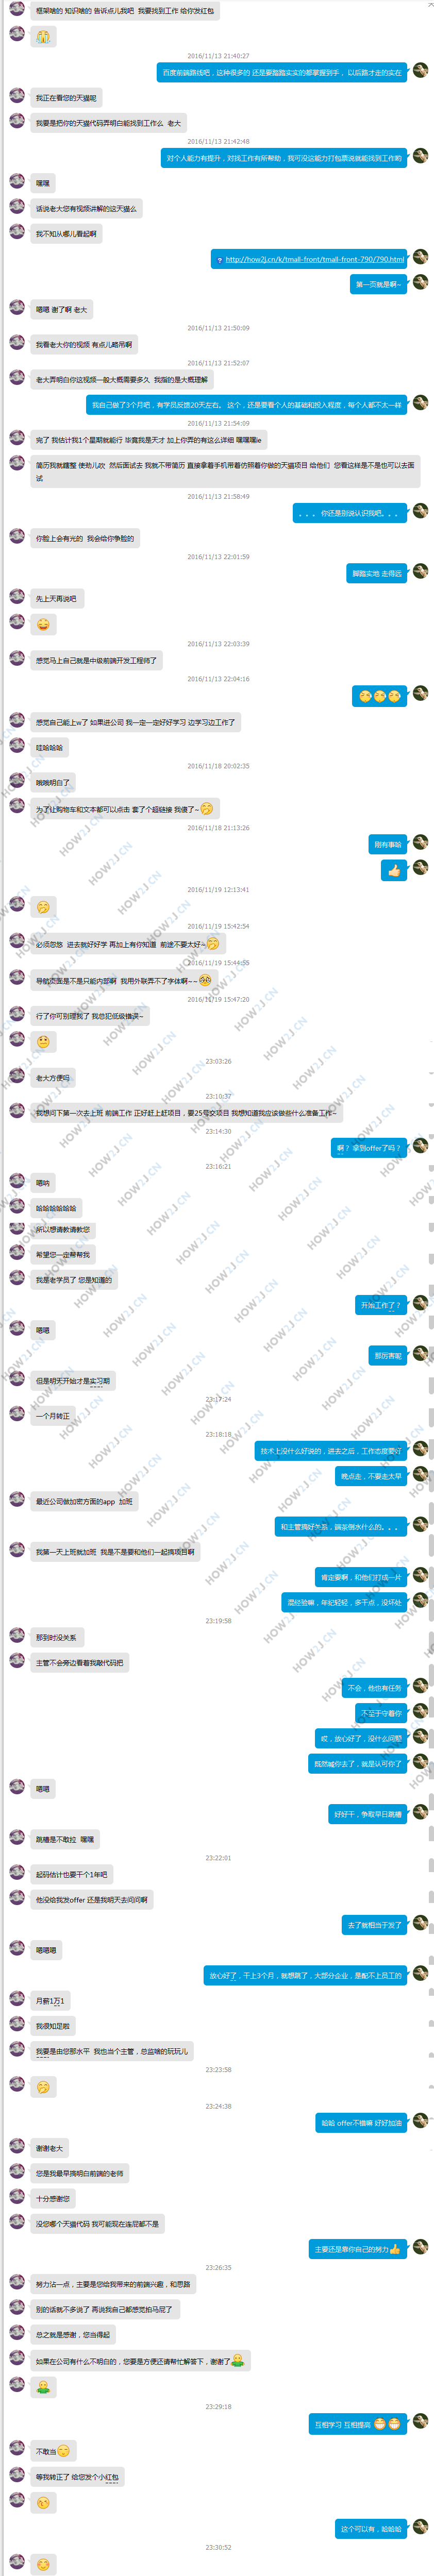 框架啥的 知识啥的 告诉点儿我吧 我要找到工作 给你发红包
2016/11/13 21:40:27
百度前端路线吧，这种很多的 还是要踏踏实实的都掌握到手， 以后路才走的实在
我正在看您的天猫呢
我要是把你的天猫代码弄明白能找到工作么 老大
2016/11/13 21:42:48
对个人能力有提升，对找工作有所帮助，我可没这能力打包票说就能找到工作哟
嘿嘿
话说老大您有视频讲解的这天猫么
我不知从哪儿看起啊
http://how2j.cn/k/tmall-front/tmall-front-790/790.html
第一页就是啊~
嗯嗯 谢了啊 老大
2016/11/13 21:50:09
我看老大你的视频 有点儿略吊啊
2016/11/13 21:52:07
老大弄明白你这视频一般大概需要多久 我指的是大概理解
我自己做了3个月吧，有学员反馈20天左右。 这个，还是要看个人的基础和投入程度，每个人都不太一样
2016/11/13 21:54:09
完了 我估计我1个星期就能行 毕竟我是天才 加上你弄的有这么详细 嘿嘿嘿ie
简历我就瞎整 使劲儿吹 然后面试去 我就不带简历 直接拿着手机带着仿照着你做的天猫项目 给他们 您看这样是不是也可以去面
试
2016/11/13 21:58:49
。。。 你还是别说认识我吧。。。
你脸上会有光的 我会给你争脸的
2016/11/13 22:01:59
脚踏实地 走得远
先上天再说吧
2016/11/13 22:03:39
感觉马上自己就是中级前端开发工程师了
2016/11/13 22:04:16
感觉自己能上w了 如果进公司 我一定一定好好学习 边学习边工作了
哇哈哈哈
2016/11/18 20:02:35
哦哦明白了
为了让购物车和文本都可以点击 套了个超链接 我傻了~
2016/11/18 21:13:26
刚有事哈
2016/11/19 12:13:41
2016/11/19 15:42:54
必须忽悠 进去就好好学 再加上有你知道 前途不要太好~
2016/11/19 15:44:55
导航页面是不是只能内部啊 我用外联弄不了字体啊~~
2016/11/19 15:47:20
行了你可别理我了 我总犯低级错误~
23:03:26
老大方便吗
23:10:37
我想问下第一次去上班 前端工作 正好赶上赶项目，要25号交项目 我想知道我应该做些什么准备工作~
23:14:30
啊？ 拿到offer了吗？
23:16:21
嗯呐
哈哈哈哈哈哈
所以想请教请教您
希望您一定帮帮我
我是老学员了 您是知道的
开始工作了？
嗯嗯
那厉害呢
但是明天开始才是实习期
23:17:24
一个月转正
23:18:18
技术上没什么好说的，进去之后，工作态度要好
晚点走，不要走太早
最近公司做加密方面的app 加班
和主管搞好关系，端茶倒水什么的。。。
我第一天上班就加班 我是不是要和他们一起搞项目啊
肯定要啊，和他们打成一片
混经验嘛，年纪轻轻，多干点，没坏处
23:19:58
那到时没关系
主管不会旁边看着我敲代码把
不会，他也有任务
不至于守着你
哎，放心好了，没什么问题
既然喊你去了，就是认可你了
嗯嗯
好好干，争取早日跳槽
跳槽是不敢拉 嘿嘿
23:22:01
起码估计也要干个1年吧
他没给我发offer 还是我明天去问问啊
去了就相当于发了
嗯嗯嗯
放心好了，干上3个月，就想跳了，大部分企业，是配不上员工的
月薪1万1
我很知足啦
我要是由您那水平 我也当个主管，总监啥的玩玩儿
23:23:58
23:24:38
哈哈 offer不错嘛 好好加油
谢谢老大
您是我最早搞明白前端的老师
十分感谢您
没您哪个天猫代码 我可能现在连屁都不是
主要还是靠你自己的努力
23:26:35
努力沾一点，主要是您给我带来的前端兴趣，和思路
别的话就不多说了 再说我自己都感觉拍马屁了
总之就是感谢，您当得起
如果在公司有什么不明白的，您要是方便还请帮忙解答下，谢谢了
23:29:18
互相学习 互相提高
不敢当
等我转正了 给您发个小红包
这个可以有，哈哈哈
23:30:52